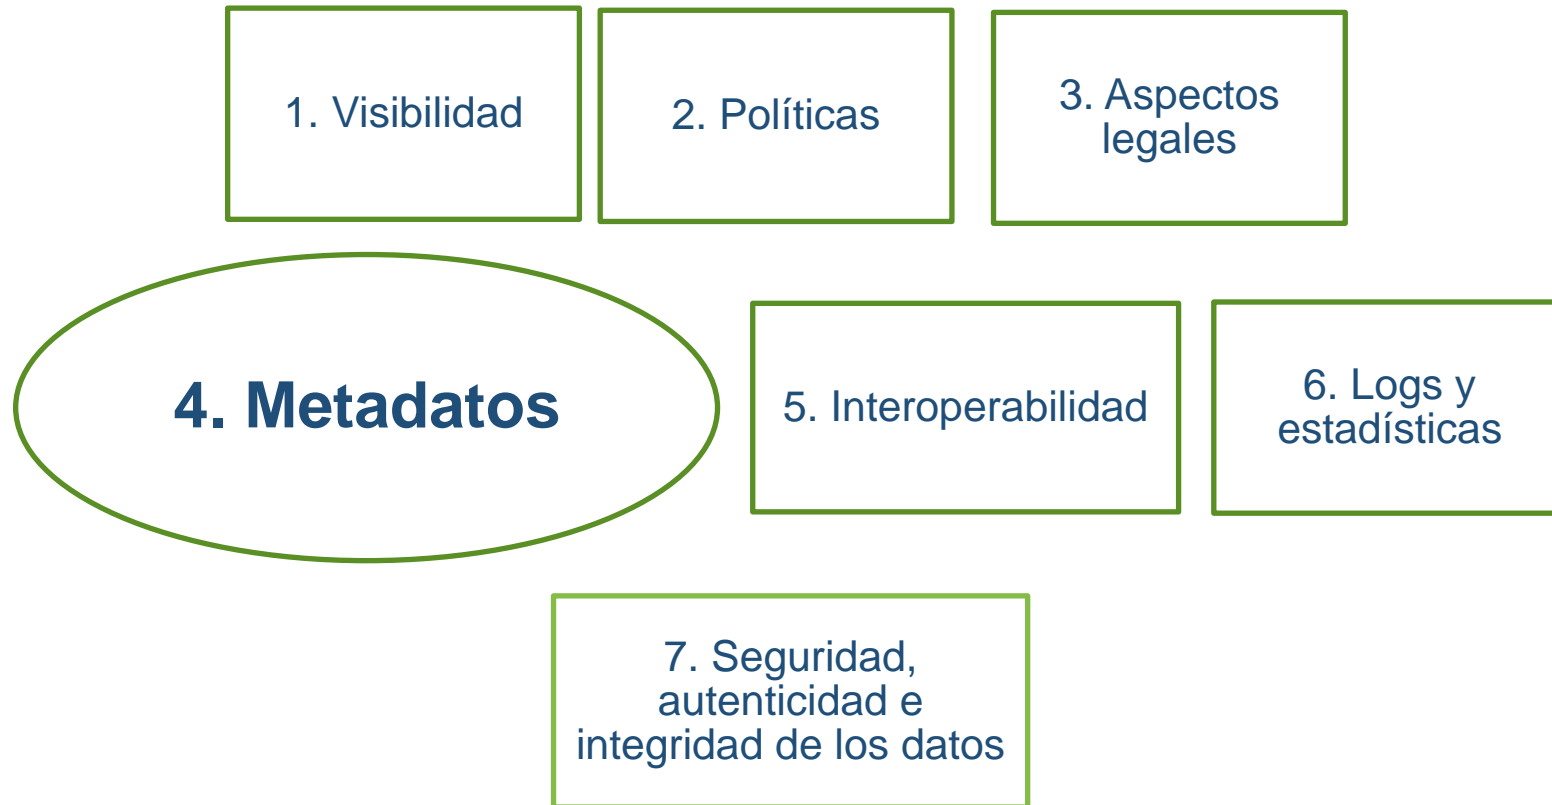 1. Visibilidad
2. Políticas
3. Aspectos
legales
4. Metadatos
5. Interoperabilidad
6. Logs y
estadísticas
7. Seguridad,
autenticidad e
integridad de los datos